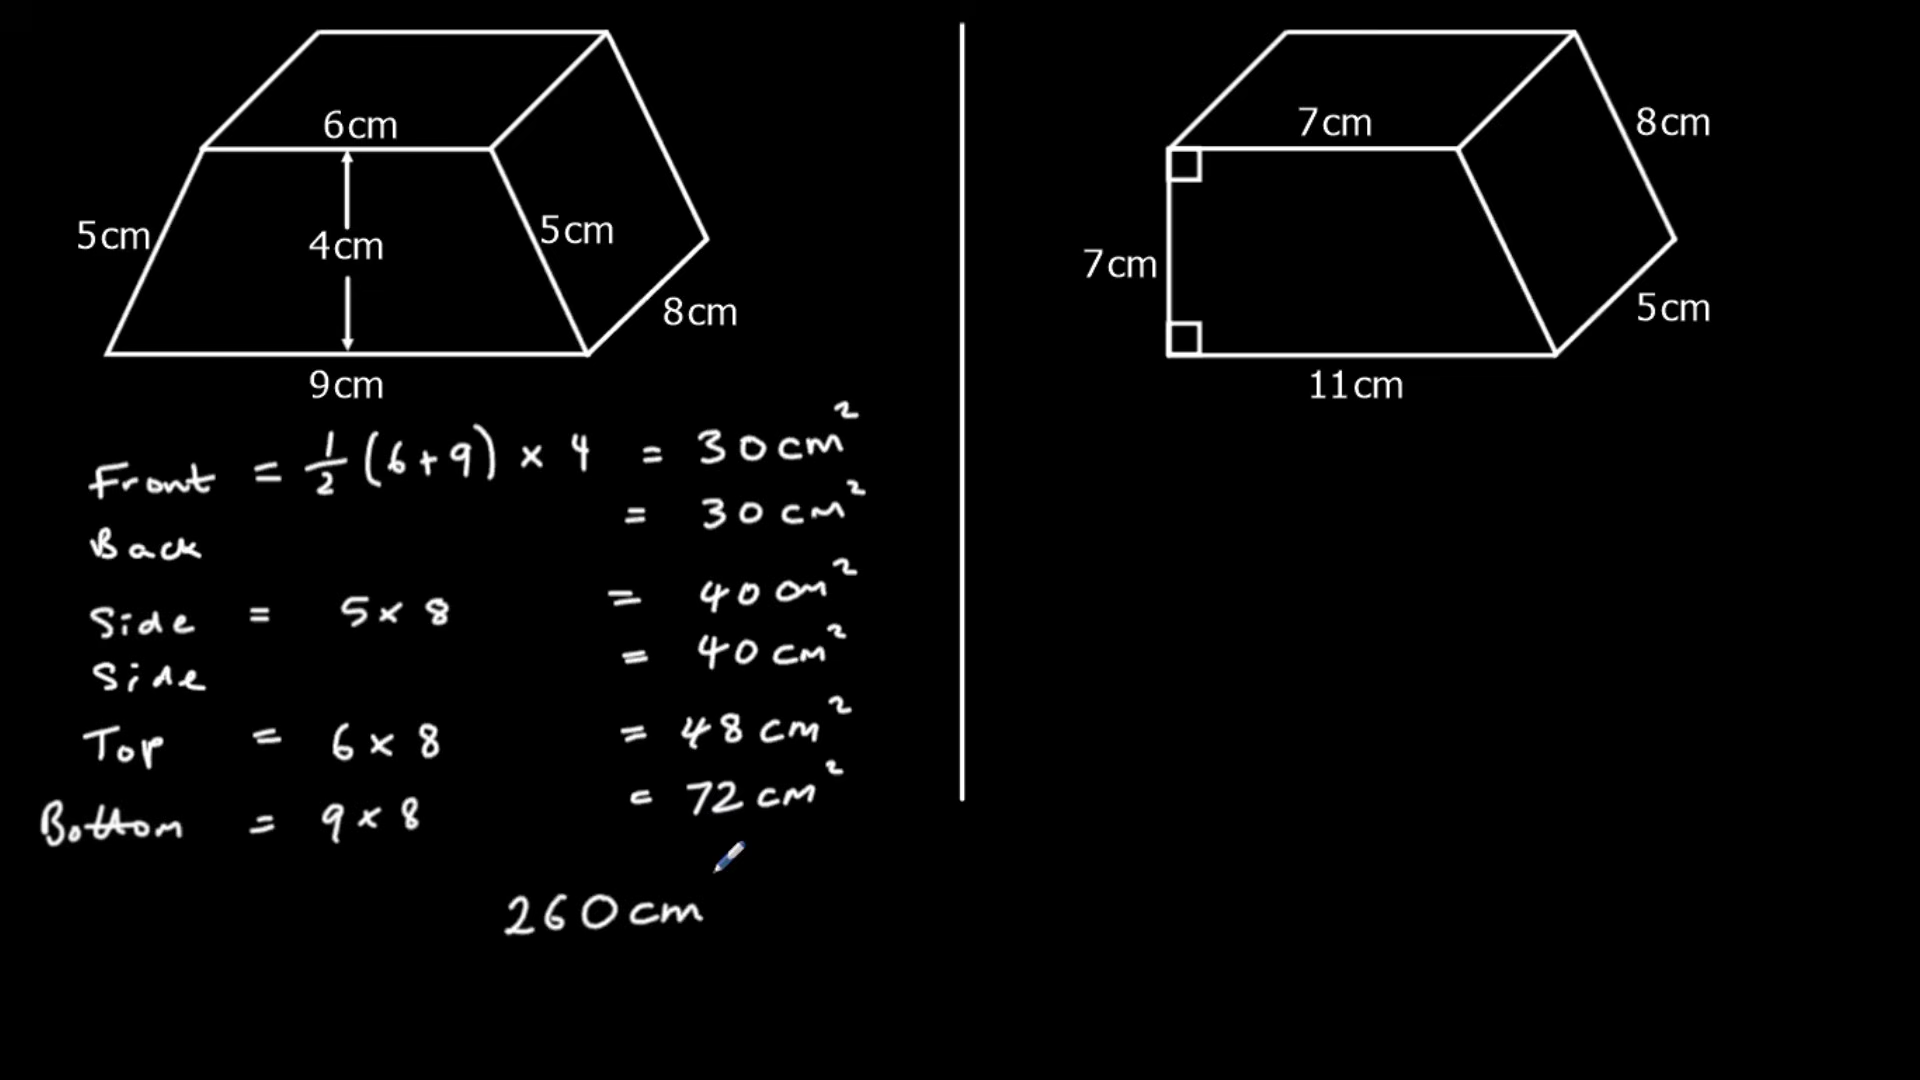 6cm
5cm
4cm
5cm
8cm
9cm
Front = 1/2 (6+9) × 4 = 30cm²
Back = 30cm²
Side = 5×8 = 40cm²
Side = 40cm²
Top = 6×8 = 48cm²
Bottom = 9×8 = 72cm²
260cm
7cm
8cm
7cm
5cm
11cm